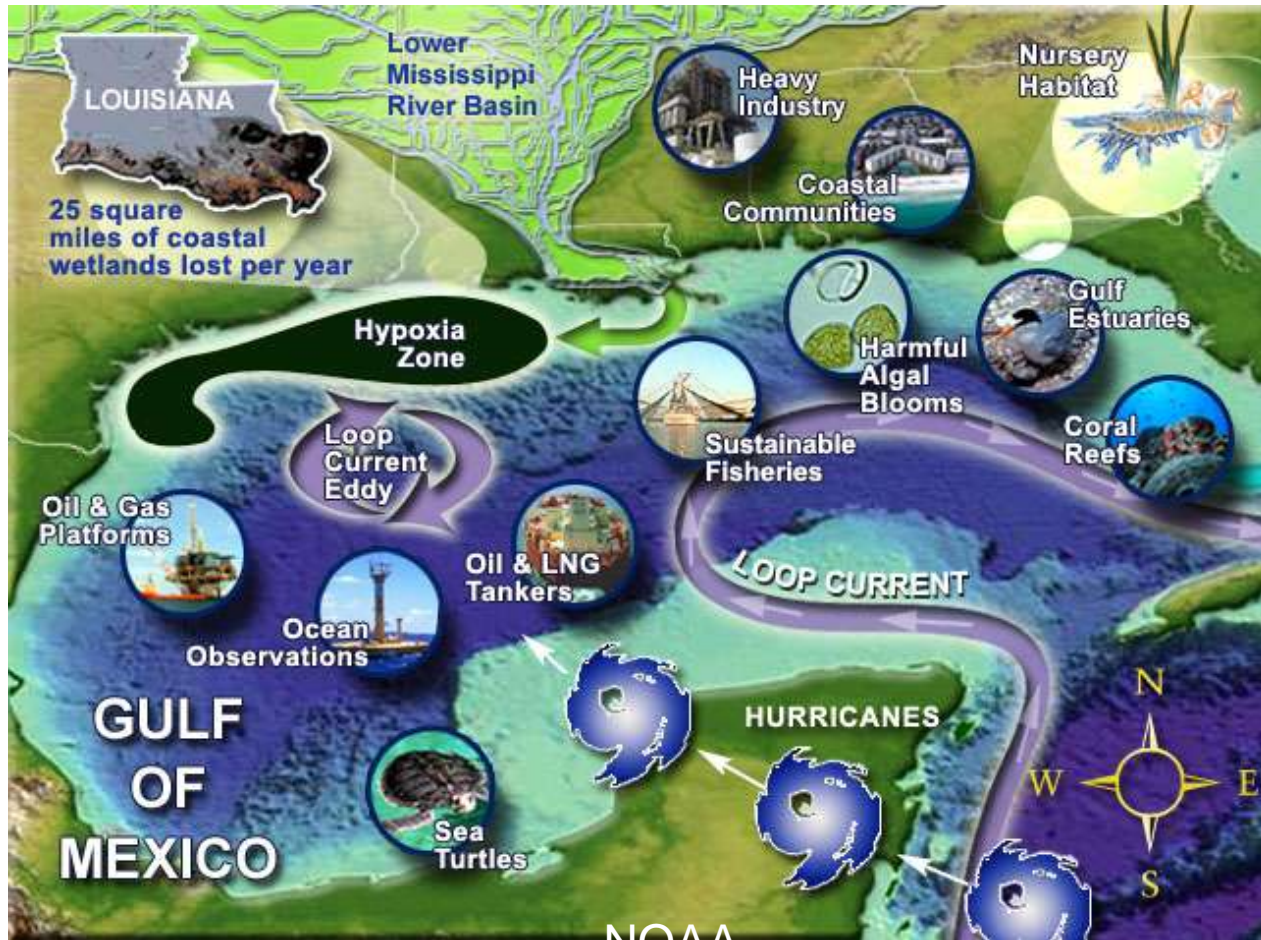 Lower
Mississippi
River Basin
LOUISIANA
25 square
miles of coastal
wetlands lost per year
Heavy
Industry
Nursery
Habitat
Coastal
Communities
Hypoxia
Zone
Gulf
Estuaries
Harmful
Algal
Blooms
Loop
Current
Eddy
Sustainable
Fisheries
Coral
Reefs
Oil & Gas
Platforms
Oil & LNG
Tankers
LOOP CURRENT
Ocean
Observations
GULF
OF
MEXICO
HURRICANES
N
W
E
S
Sea
Turtles
NOAA